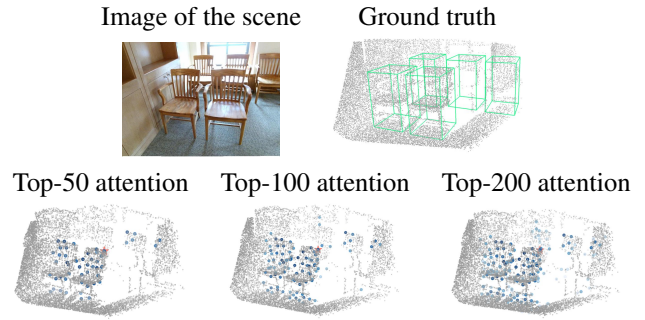 Image of the scene
Ground truth
Top-50 attention
Top-100 attention
Top-200 attention